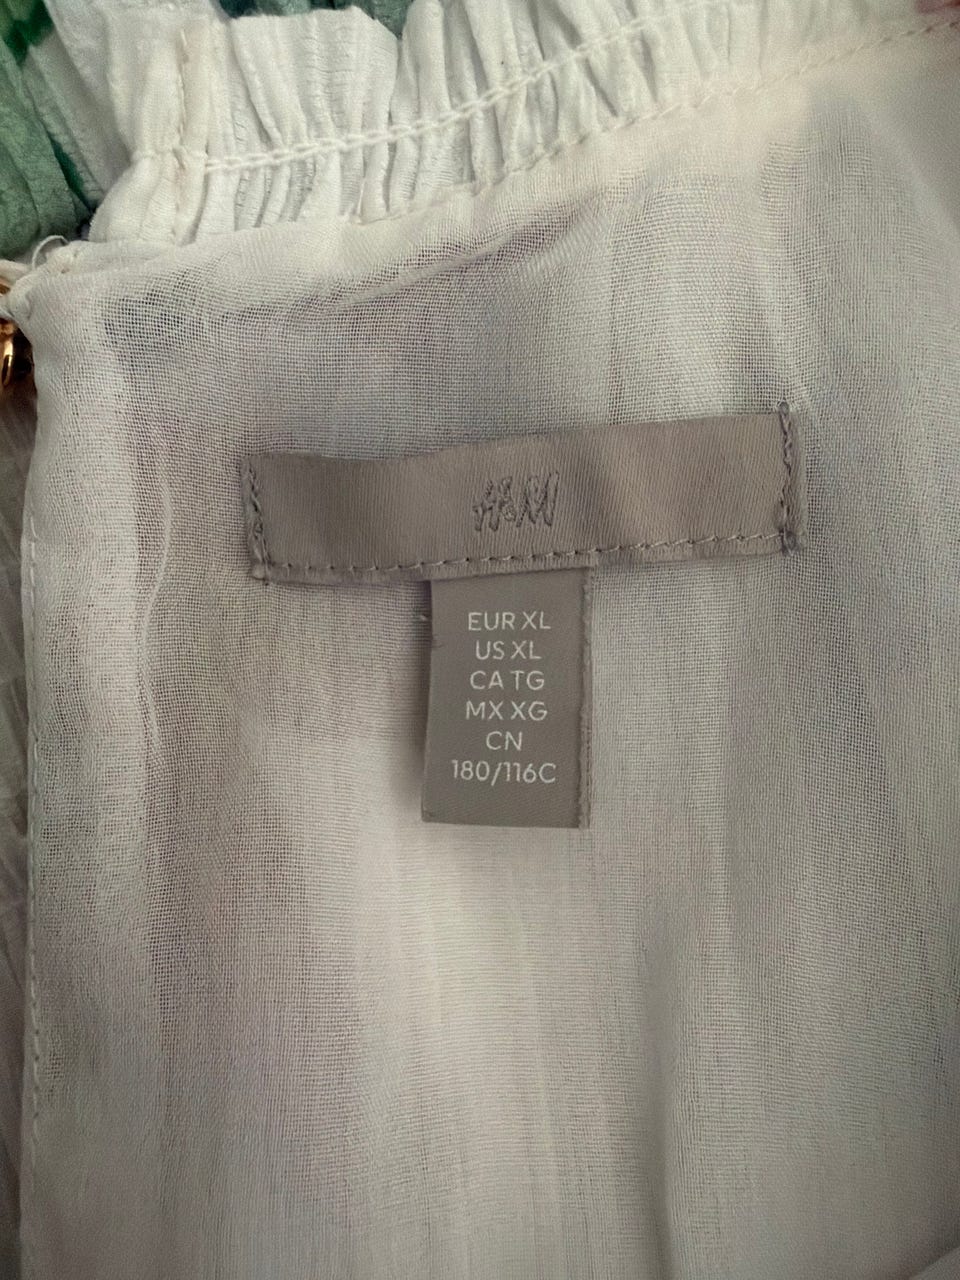 H&M
EUR XL
US XL
CA TG
MX XG
CN
180/116C